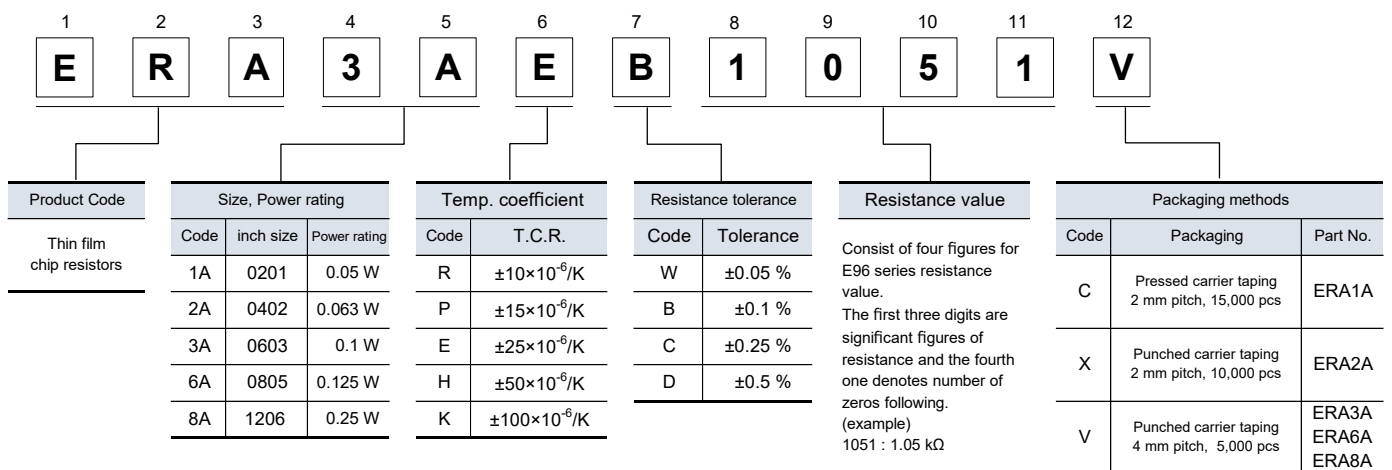 1 2 3 4 5 6 7 8 9 10 11 12
E R A 3 A E B 1 0 5 1 V
Product Code
Thin film
chip resistors
Size, Power rating
Code inch size Power rating
1A 0201 0.05 W
2A 0402 0.063 W
3A 0603 0.1 W
6A 0805 0.125 W
8A 1206 0.25 W
Temp. coefficient
Code T.C.R.
R ±10×10⁻⁶/K
P ±15×10⁻⁶/K
E ±25×10⁻⁶/K
H ±50×10⁻⁶/K
K ±100×10⁻⁶/K
Resistance tolerance
Code Tolerance
W ±0.05 %
B ±0.1 %
C ±0.25 %
D ±0.5 %
Resistance value
Consist of four figures for
E96 series resistance
value.
The first three digits are
significant figures of
resistance and the fourth
one denotes number of
zeros following.
(example)
1051 : 1.05 kΩ
Packaging methods
Code Packaging Part No.
C Pressed carrier taping
2 mm pitch, 15,000 pcs
ERA1A
X Punched carrier taping
2 mm pitch, 10,000 pcs
ERA2A
V Punched carrier taping
4 mm pitch, 5,000 pcs
ERA3A
ERA6A
ERA8A